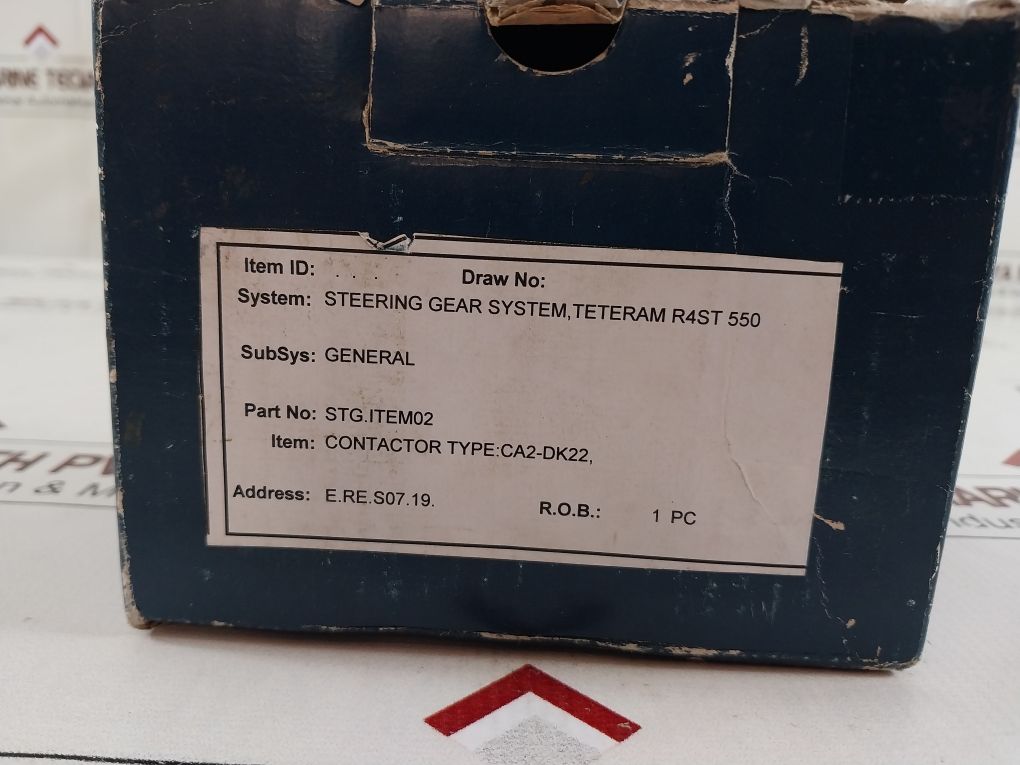 Item ID: . . . . Draw No:
System: STEERING GEAR SYSTEM,TETERAM R4ST 550
SubSys: GENERAL
Part No: STG.ITEM02
Item: CONTACTOR TYPE:CA2-DK22,
Address: E.RE.S07.19. R.O.B.: 1 PC